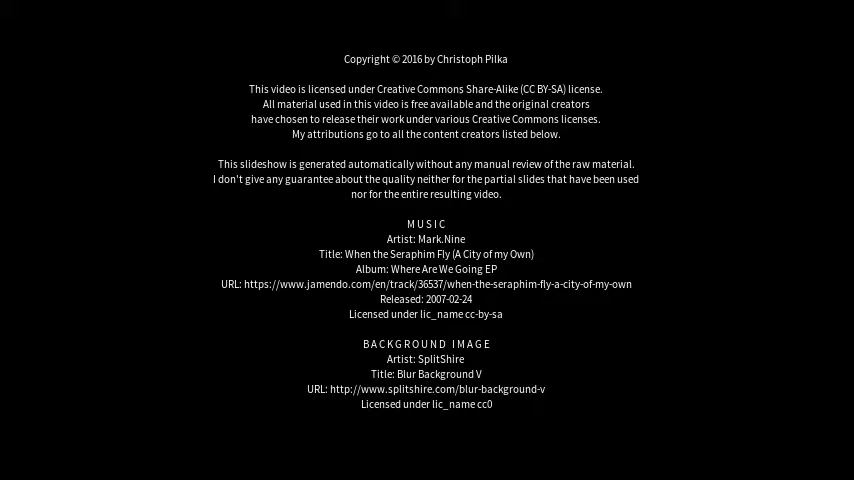 Copyright © 2016 by Christoph Pilka
This video is licensed under Creative Commons Share-Alike (CC BY-SA) license.
All material used in this video is free available and the original creators
have chosen to release their work under various Creative Commons licenses.
My attributions go to all the content creators listed below.
This slideshow is generated automatically without any manual review of the raw material.
I don't give any guarantee about the quality neither for the partial slides that have been used
nor for the entire resulting video.
M U S I C
Artist: Mark.Nine
Title: When the Seraphim Fly (A City of my Own)
Album: Where Are We Going EP
URL: https://www.jamendo.com/en/track/36537/when-the-seraphim-fly-a-city-of-my-own
Released: 2007-02-24
Licensed under lic_name cc-by-sa
B A C K G R O U N D   I M A G E
Artist: SplitShire
Title: Blur Background V
URL: http://www.splitshire.com/blur-background-v
Licensed under lic_name cc0